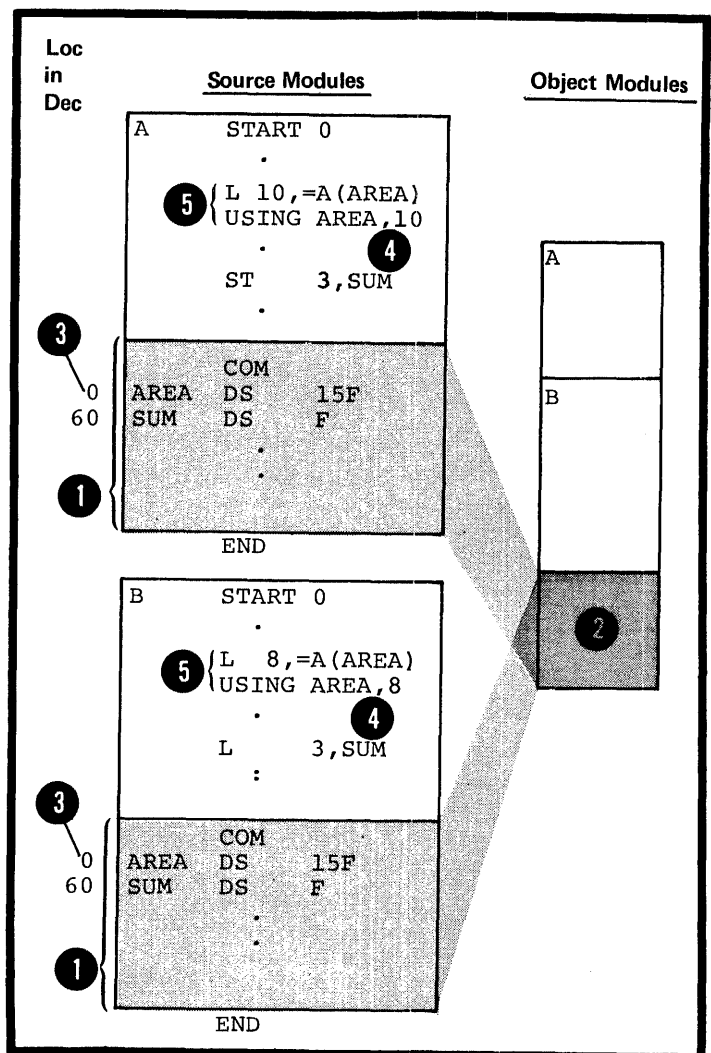 Loc
in
Dec
Source Modules
Object Modules
A START 0
.
5 L 10,=A(AREA)
USING AREA,10
.
4
ST 3,SUM
.
3
COM
0 AREA DS 15F
60 SUM DS F
.
.
1
END
B START 0
.
5 L 8,=A(AREA)
USING AREA,8
.
4
L 3,SUM
:
3
COM
0 AREA DS 15F
60 SUM DS F
.
.
1
END
A
B
2